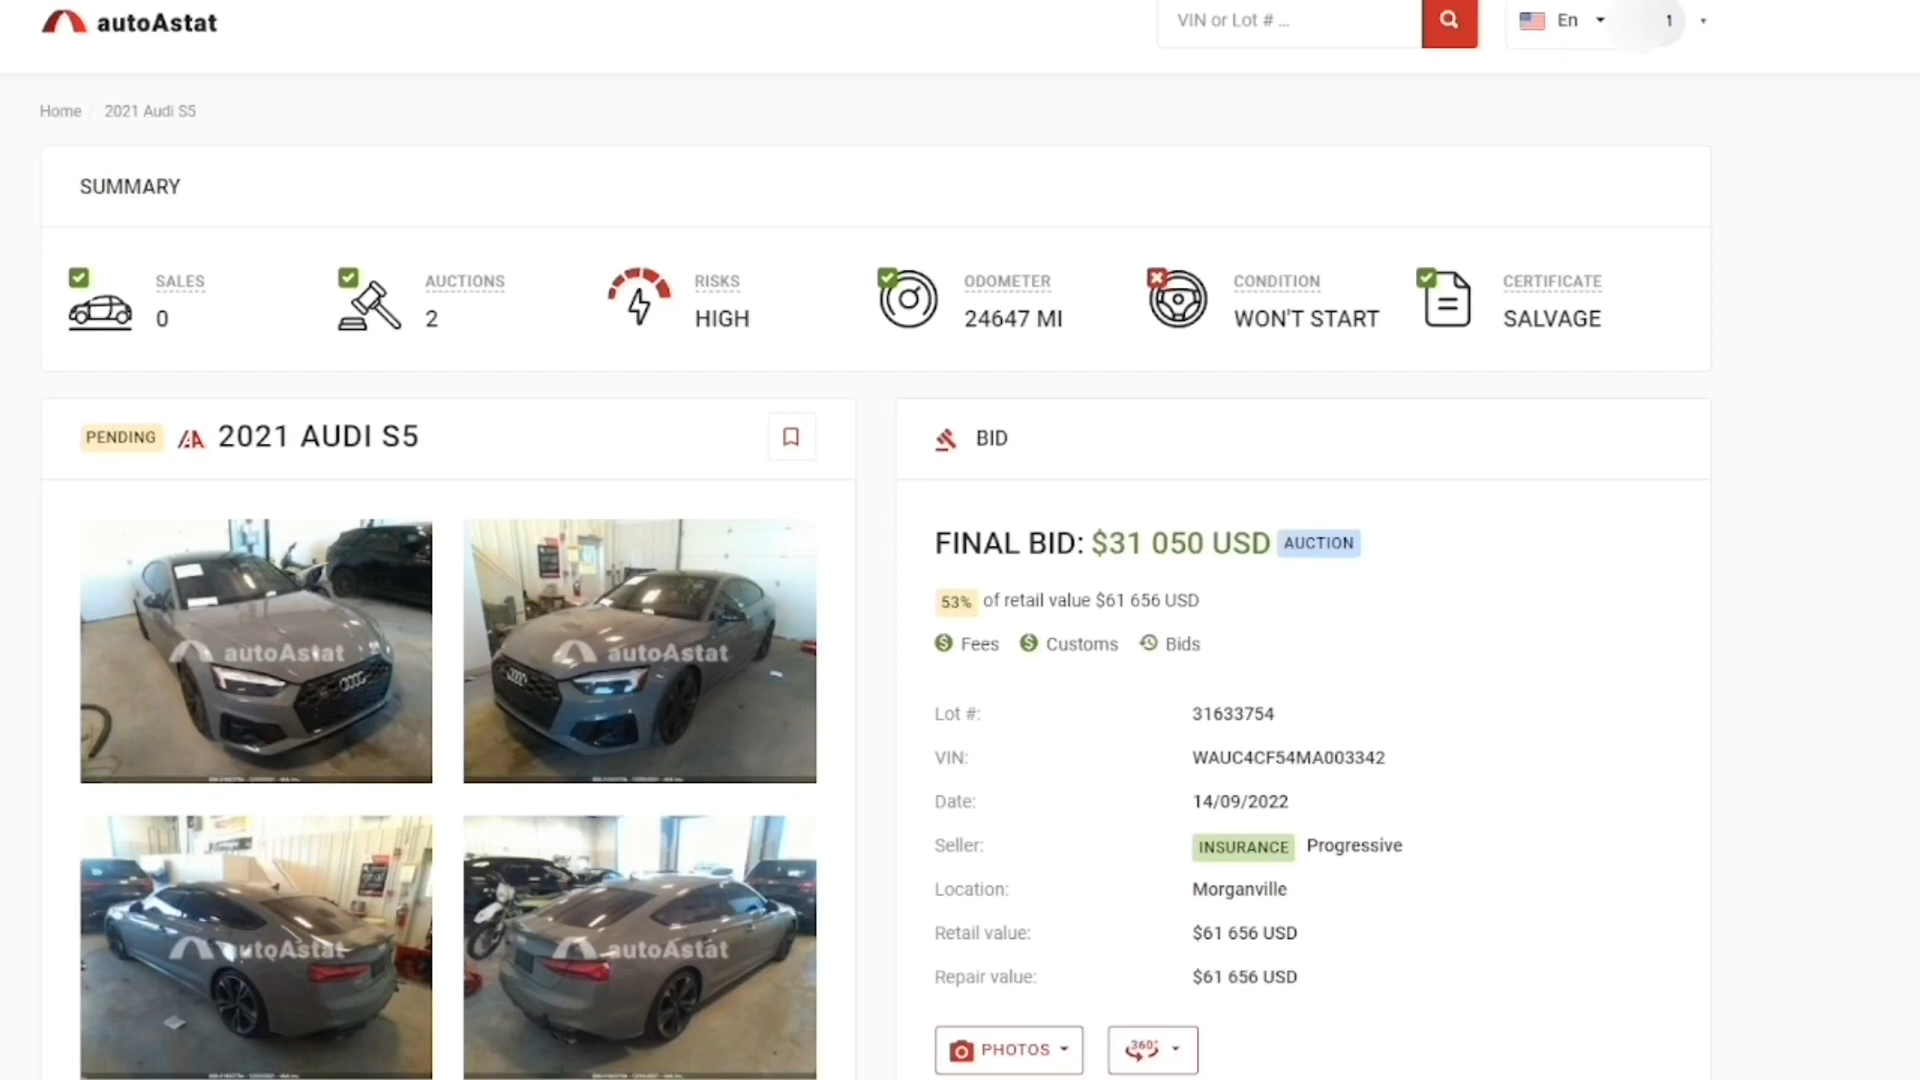 autoAstat
VIN or Lot # ...
En
1
Home / 2021 Audi S5
SUMMARY
SALES
0
AUCTIONS
2
RISKS
HIGH
ODOMETER
24647 MI
CONDITION
WON'T START
CERTIFICATE
SALVAGE
PENDING 2021 AUDI S5
autoAstat
autoAstat
autoAstat
autoAstat
BID
FINAL BID: $31 050 USD AUCTION
53% of retail value $61 656 USD
Fees Customs Bids
Lot #: 31633754
VIN: WAUC4CF54MA003342
Date: 14/09/2022
Seller: INSURANCE Progressive
Location: Morganville
Retail value: $61 656 USD
Repair value: $61 656 USD
PHOTOS
360°